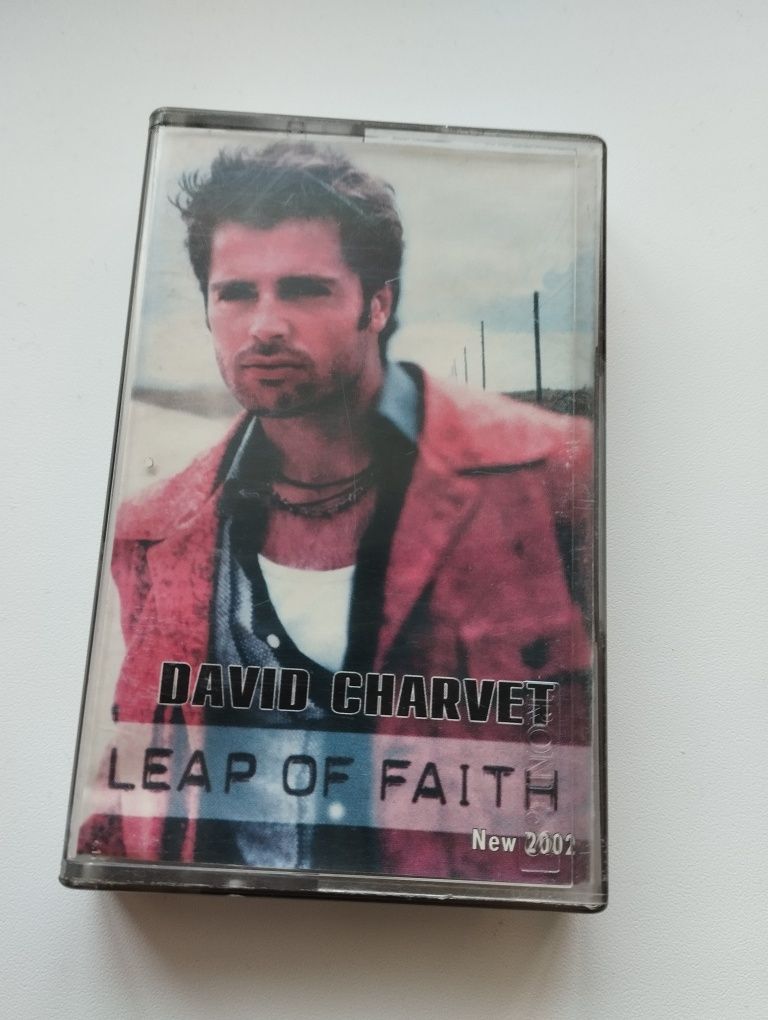 DAVID CHARVET
LEAP OF FAITH
New 2002